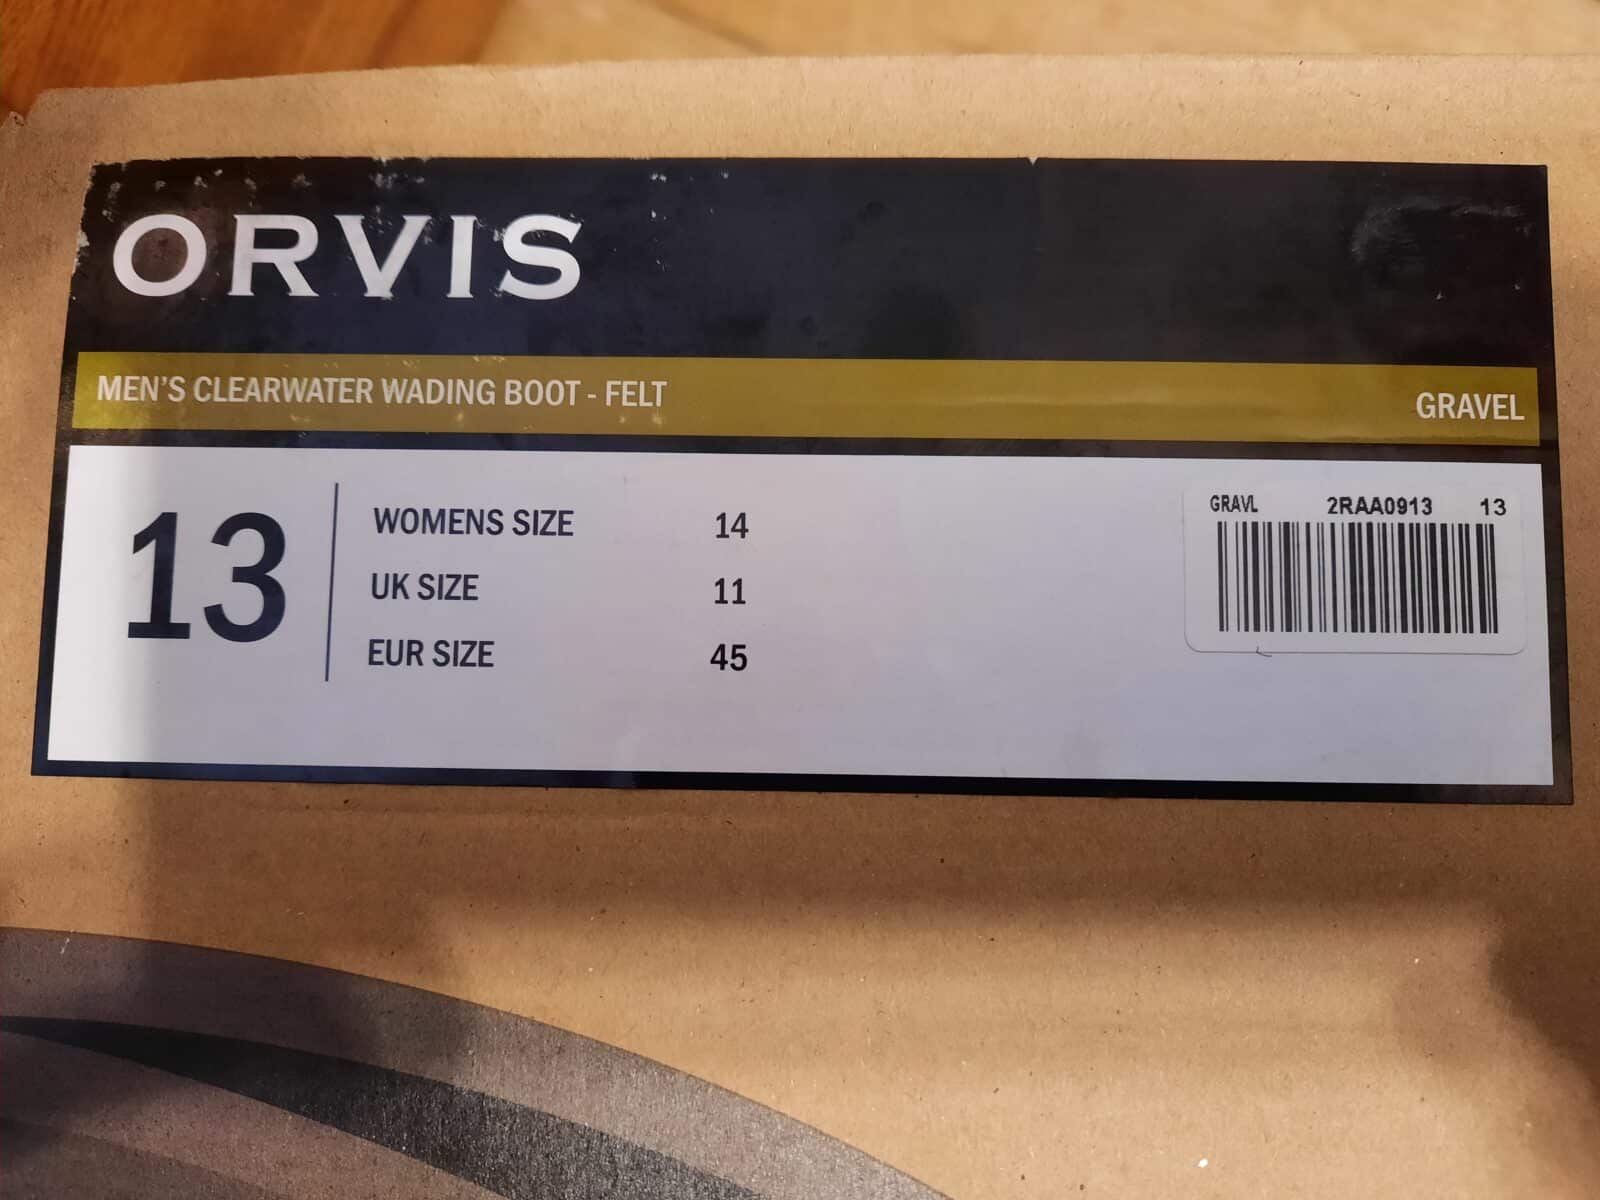 ORVIS
MEN'S CLEARWATER WADING BOOT - FELT GRAVEL
13
WOMENS SIZE 14
UK SIZE 11
EUR SIZE 45
GRAVL 2RAA0913 13